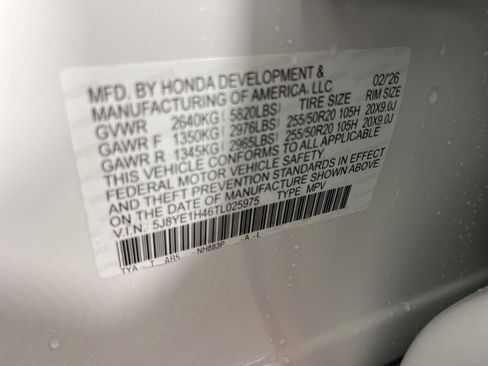 MFD. BY HONDA DEVELOPMENT & 02/'26
MANUFACTURING OF AMERICA, LLC
TIRE SIZE RIM SIZE
GVWR 2640KG( 5820LBS)
GAWR F 1350KG( 2976LBS) 255/50R20 105H 20X9.0J
GAWR R 1345KG( 2965LBS) 255/50R20 105H 20X9.0J
THIS VEHICLE CONFORMS TO ALL APPLICABLE
FEDERAL MOTOR VEHICLE SAFETY
AND THEFT PREVENTION STANDARDS IN EFFECT
ON THE DATE OF MANUFACTURE SHOWN ABOVE
V.I.N. 5J8YE1H46TL025975 TYPE: MPV
TYA T AB5 NH883P -A-L